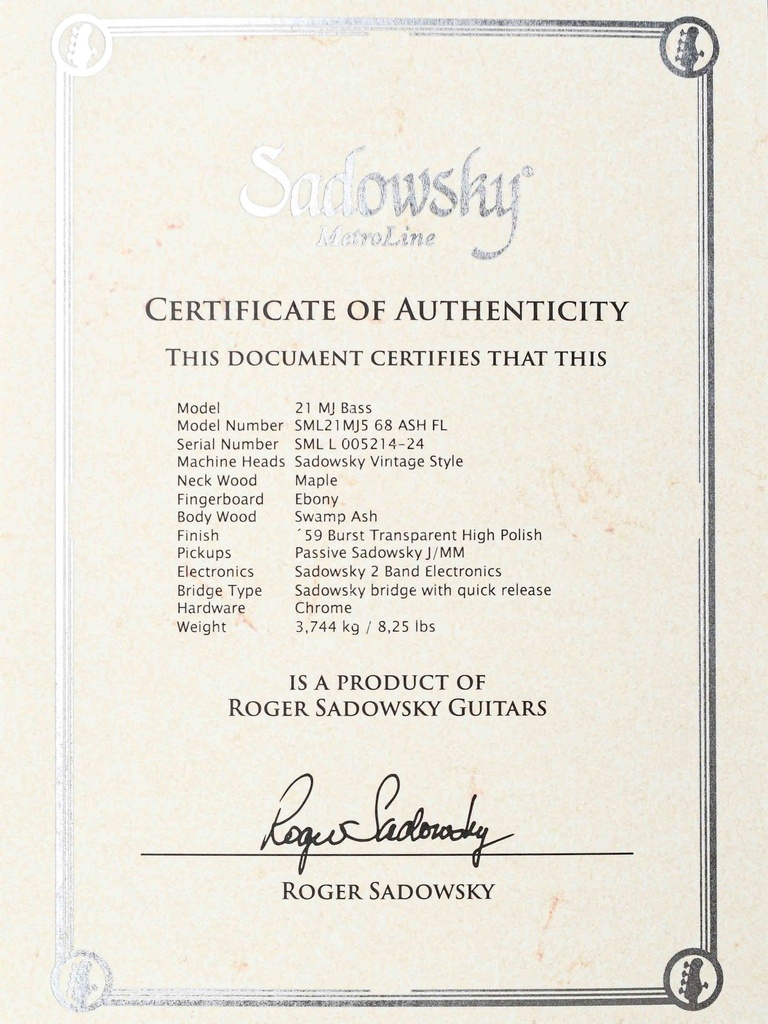 Sadowsky®
MetroLine
CERTIFICATE OF AUTHENTICITY
THIS DOCUMENT CERTIFIES THAT THIS
Model 21 MJ Bass
Model Number SML21MJ5 68 ASH FL
Serial Number SML L 005214-24
Machine Heads Sadowsky Vintage Style
Neck Wood Maple
Fingerboard Ebony
Body Wood Swamp Ash
Finish ´59 Burst Transparent High Polish
Pickups Passive Sadowsky J/MM
Electronics Sadowsky 2 Band Electronics
Bridge Type Sadowsky bridge with quick release
Hardware Chrome
Weight 3,744 kg / 8,25 lbs
IS A PRODUCT OF
ROGER SADOWSKY GUITARS
Roger Sadowsky
ROGER SADOWSKY